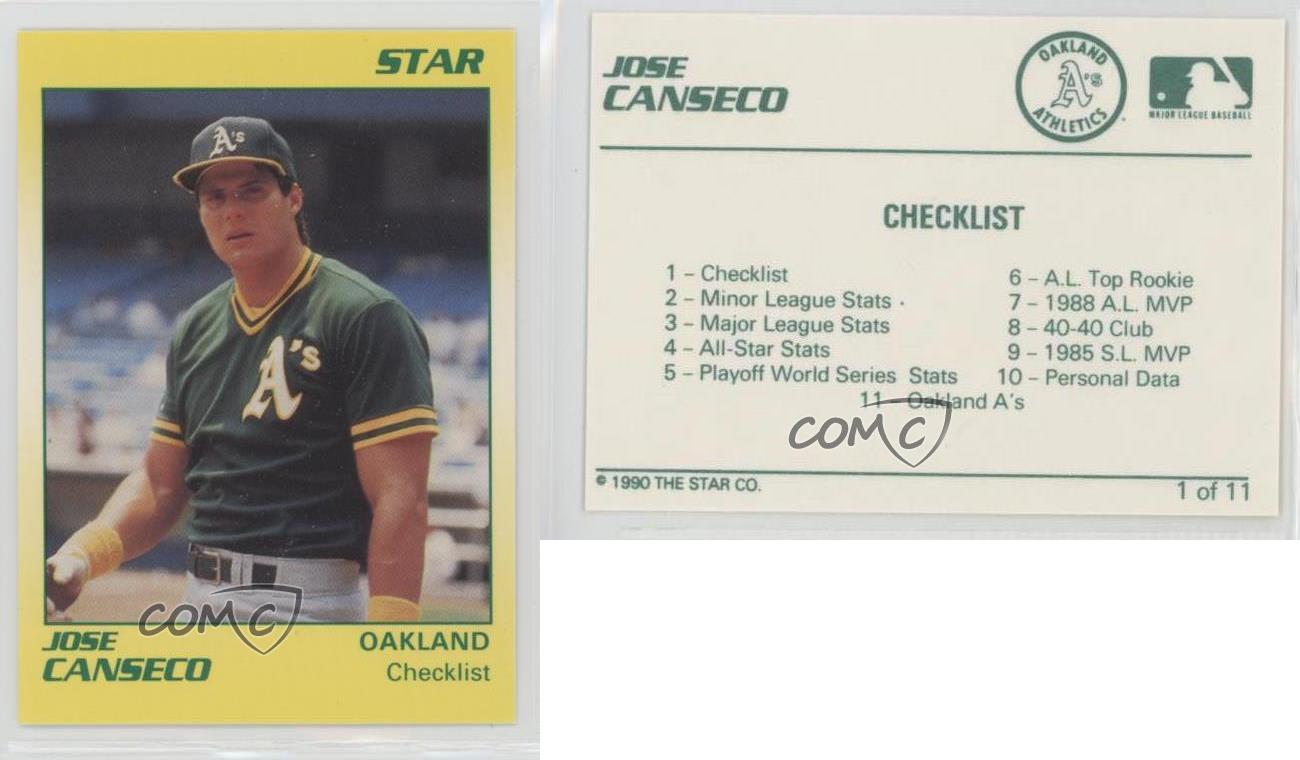 STAR
A's
A's
COMC
JOSE
CANSECO
OAKLAND
Checklist
JOSE
CANSECO
OAKLAND
A's
ATHLETICS
MAJOR LEAGUE BASEBALL
CHECKLIST
1 – Checklist
2 – Minor League Stats
3 – Major League Stats
4 – All-Star Stats
5 – Playoff World Series Stats
6 – A.L. Top Rookie
7 – 1988 A.L. MVP
8 – 40-40 Club
9 – 1985 S.L. MVP
10 – Personal Data
11 – Oakland A's
COMC
© 1990 THE STAR CO.
1 of 11